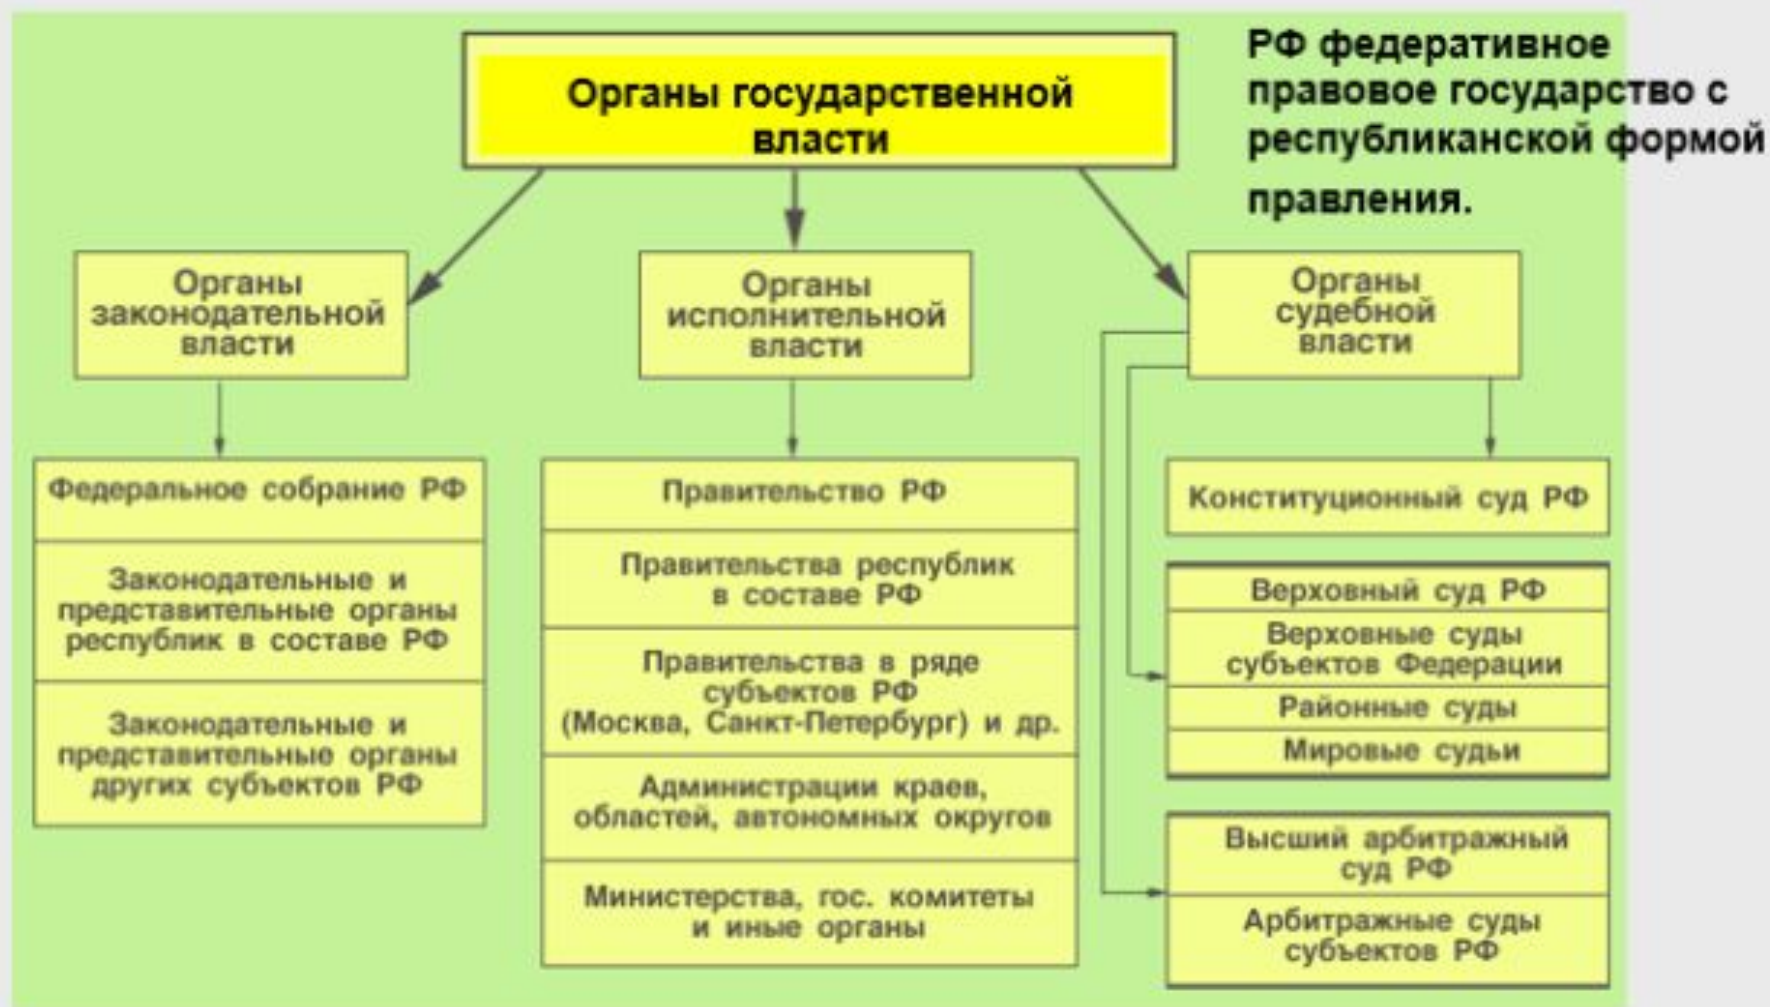 Органы государственной
власти
РФ федеративное
правовое государство с
республиканской формой
правления.
Органы
законодательной
власти
Органы
исполнительной
власти
Органы
судебной
власти
Федеральное собрание РФ
Законодательные и
представительные органы
республик в составе РФ
Законодательные и
представительные органы
других субъектов РФ
Правительство РФ
Правительства республик
в составе РФ
Правительства в ряде
субъектов РФ
(Москва, Санкт-Петербург) и др.
Администрации краев,
областей, автономных округов
Министерства, гос. комитеты
и иные органы
Конституционный суд РФ
Верховный суд РФ
Верховные суды
субъектов Федерации
Районные суды
Мировые судьи
Высший арбитражный
суд РФ
Арбитражные суды
субъектов РФ